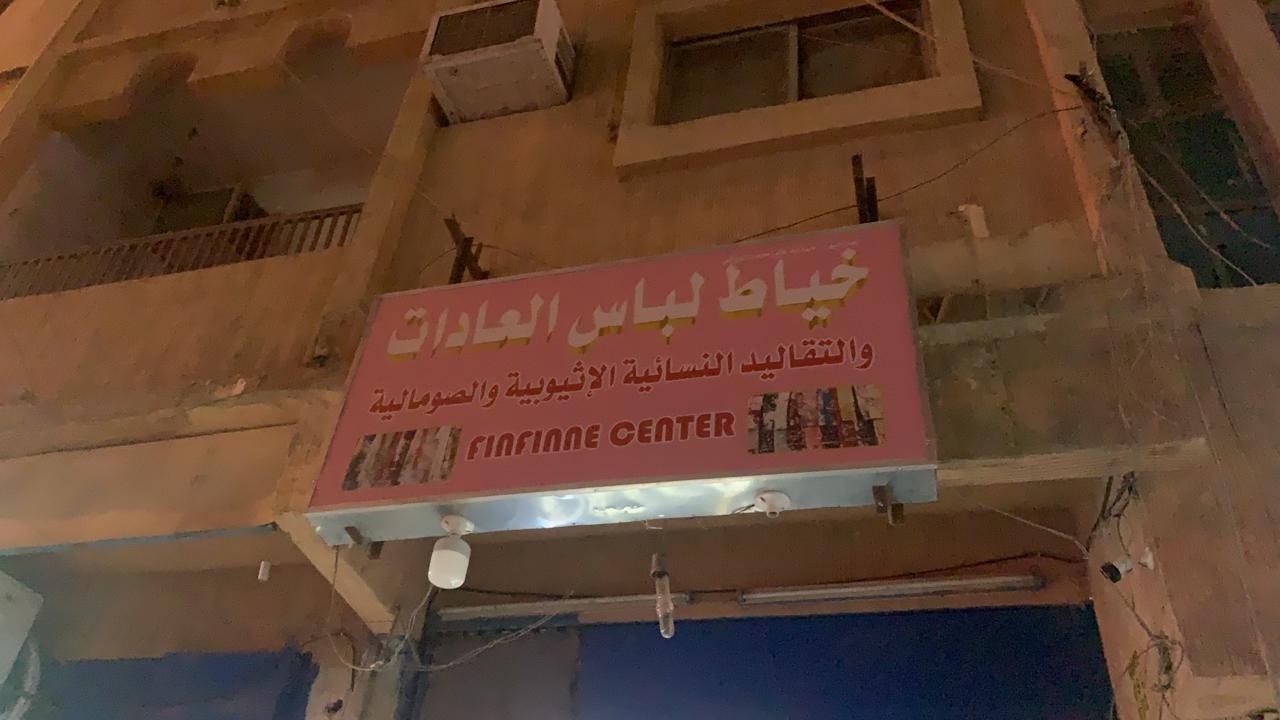 خياط لباس العادات
والتقاليد النسائية الإثيوبية والصومالية
FINFINNE CENTER